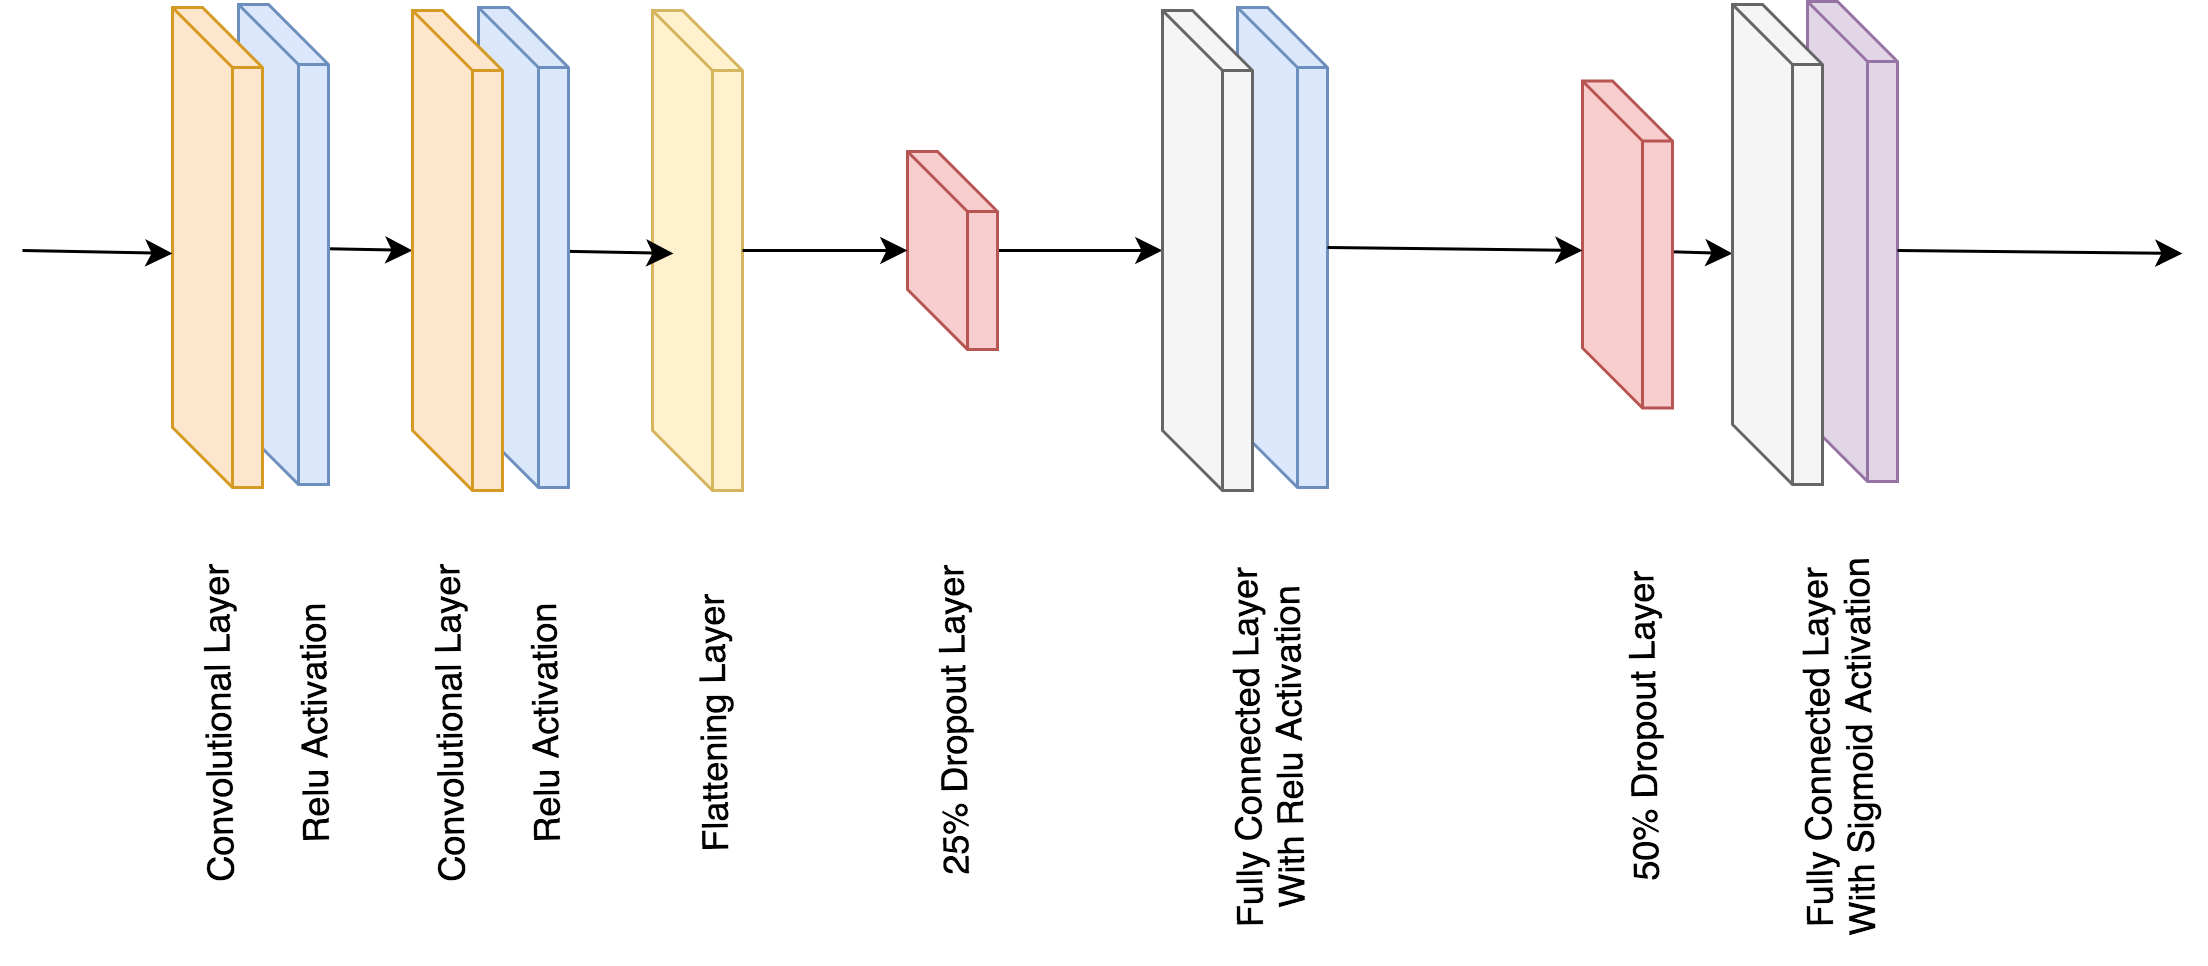 Convolutional Layer
Relu Activation
Convolutional Layer
Relu Activation
Flattening Layer
25% Dropout Layer
Fully Connected Layer
With Relu Activation
50% Dropout Layer
Fully Connected Layer
With Sigmoid Activation